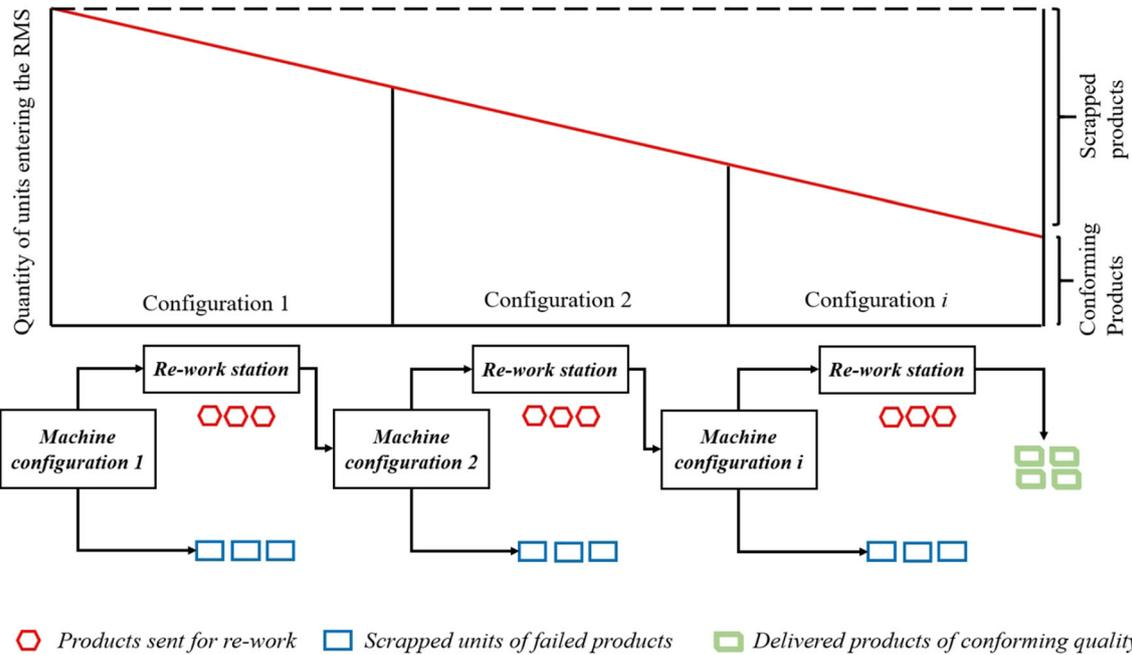 Quantity of units entering the RMS
Scrapped
products
Conforming
Products
Configuration 1
Configuration 2
Configuration i
Re-work station
Re-work station
Re-work station
Machine
configuration 1
Machine
configuration 2
Machine
configuration i
Products sent for re-work
Scrapped units of failed products
Delivered products of conforming quality